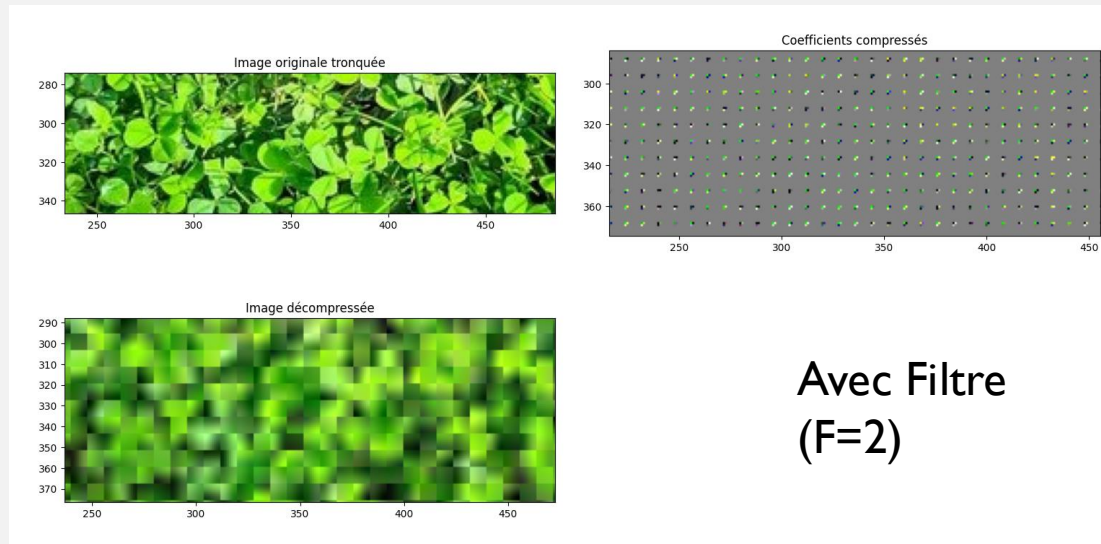 Image originale tronquée
280
300
320
340
250 300 350 400 450
Coefficients compressés
300
320
340
360
250 300 350 400 450
Image décompressée
290
300
310
320
330
340
350
360
370
250 300 350 400 450
Avec Filtre
(F=2)